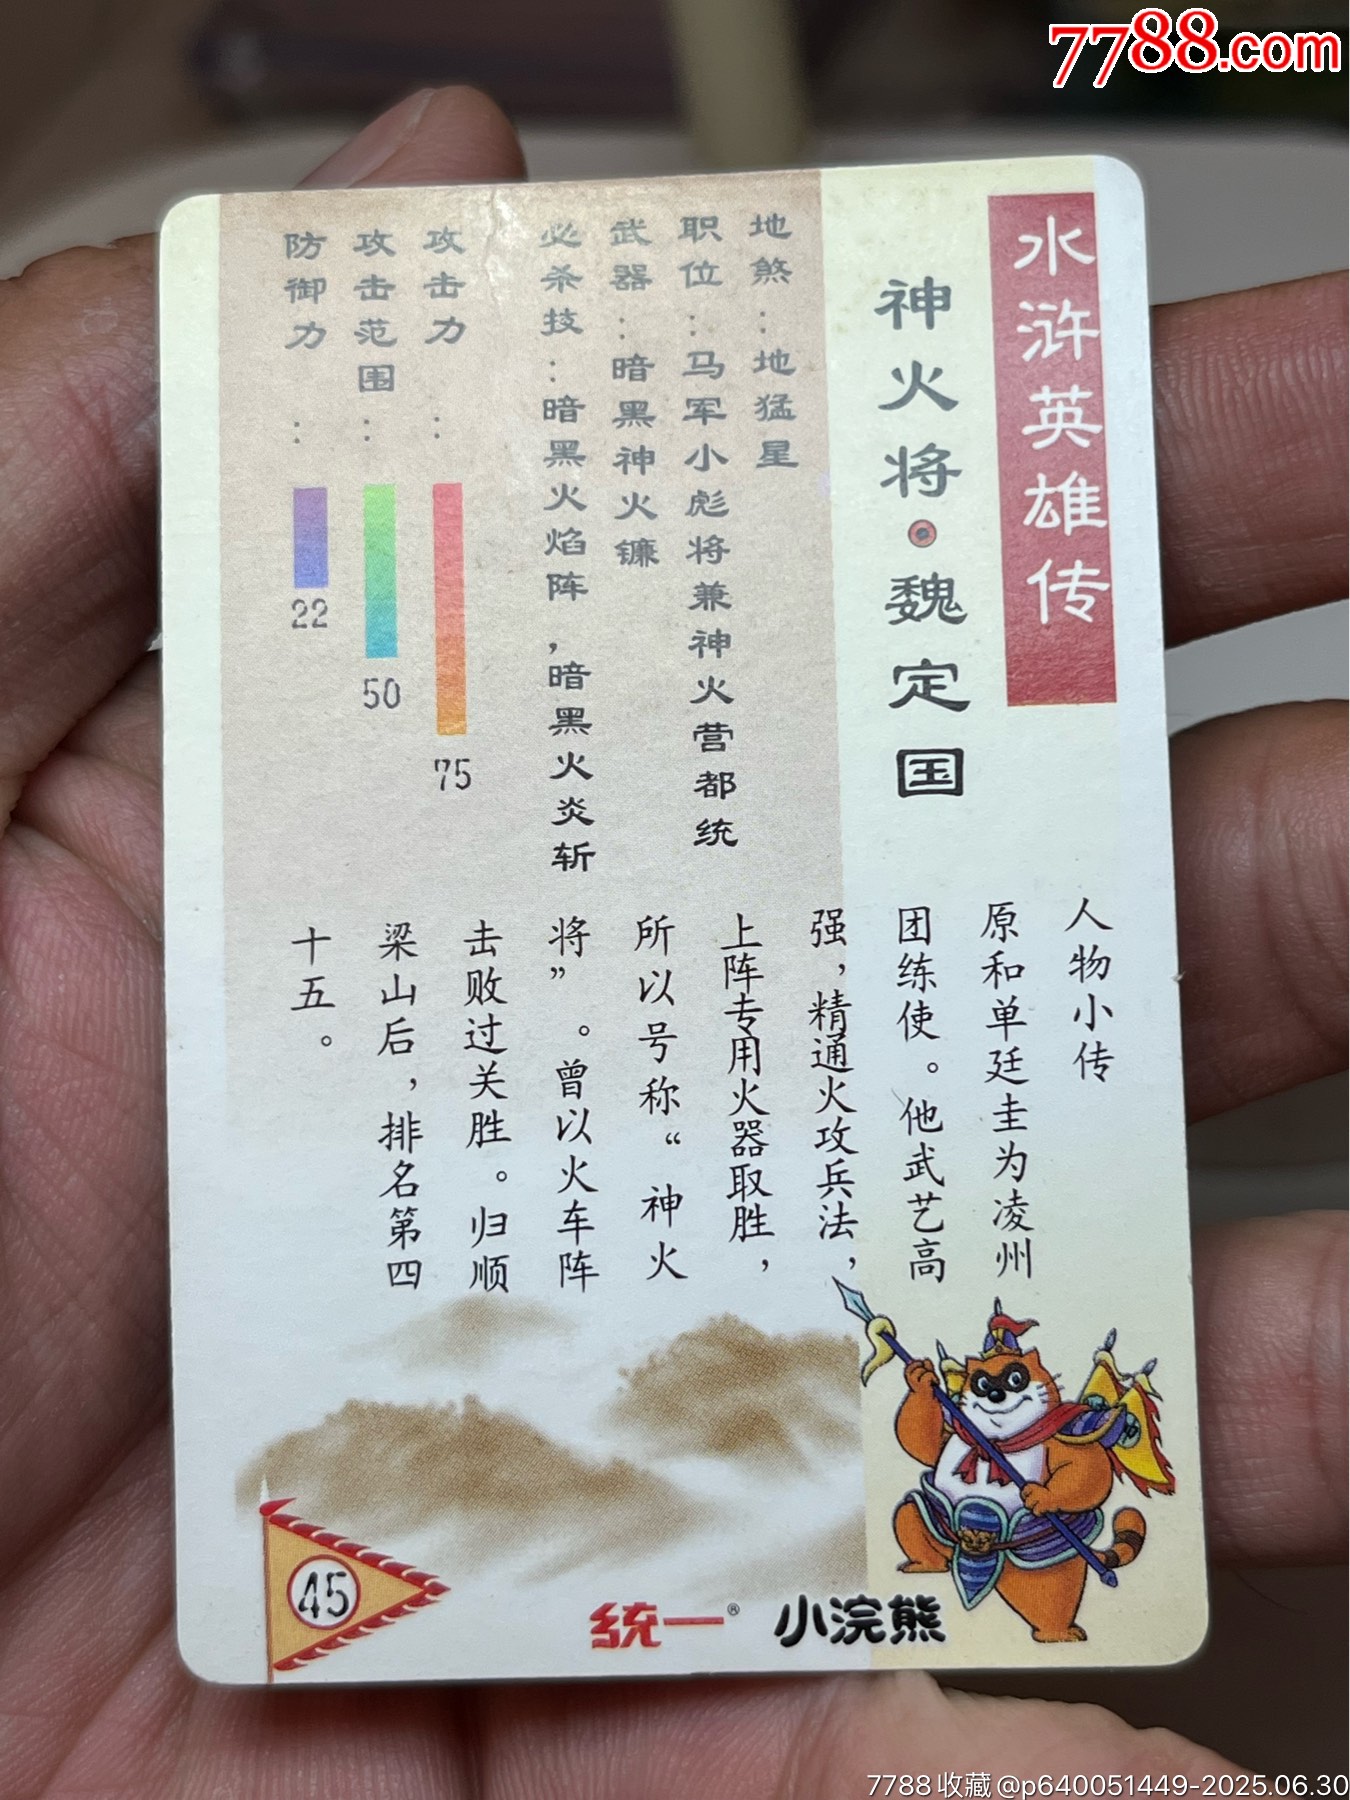 7788.com
水浒英雄传
神火将·魏定国
地煞：地猛星
职位：马军小彪将兼神火营都统
武器：暗黑神火镰
必杀技：暗黑火焰阵，暗黑火炎斩
攻击力：75
攻击范围：50
防御力：22
人物小传
原和单廷圭为凌州
团练使。他武艺高
强，精通火攻兵法，
上阵专用火器取胜，
所以号称“神火
将”。曾以火车阵
击败过关胜。归顺
梁山后，排名第四
十五。
45
统一® 小浣熊
7788收藏@p640051449-2025.06.30